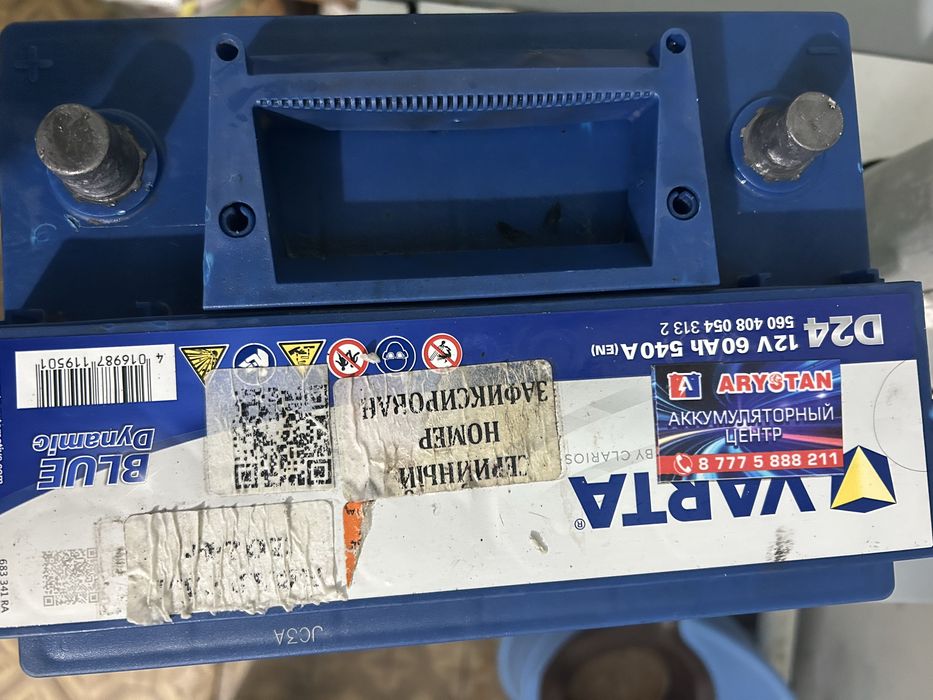 +
−
D24
12V 60Ah 540A (EN)
560 408 054 313 2
4 016987 119501
BLUE
Dynamic
VARTA®
BY CLARIOS
СЕРИЙНЫЙ
НОМЕР
ЗАФИКСИРОВАН
A ARYSTAN
АККУМУЛЯТОРНЫЙ
ЦЕНТР
8 777 5 888 211
683 341 RA
JC3A